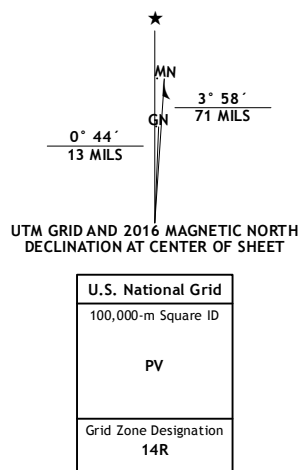 ★
MN
3° 58´
71 MILS
GN
0° 44´
13 MILS
UTM GRID AND 2016 MAGNETIC NORTH
DECLINATION AT CENTER OF SHEET
U.S. National Grid
100,000-m Square ID
PV
Grid Zone Designation
14R